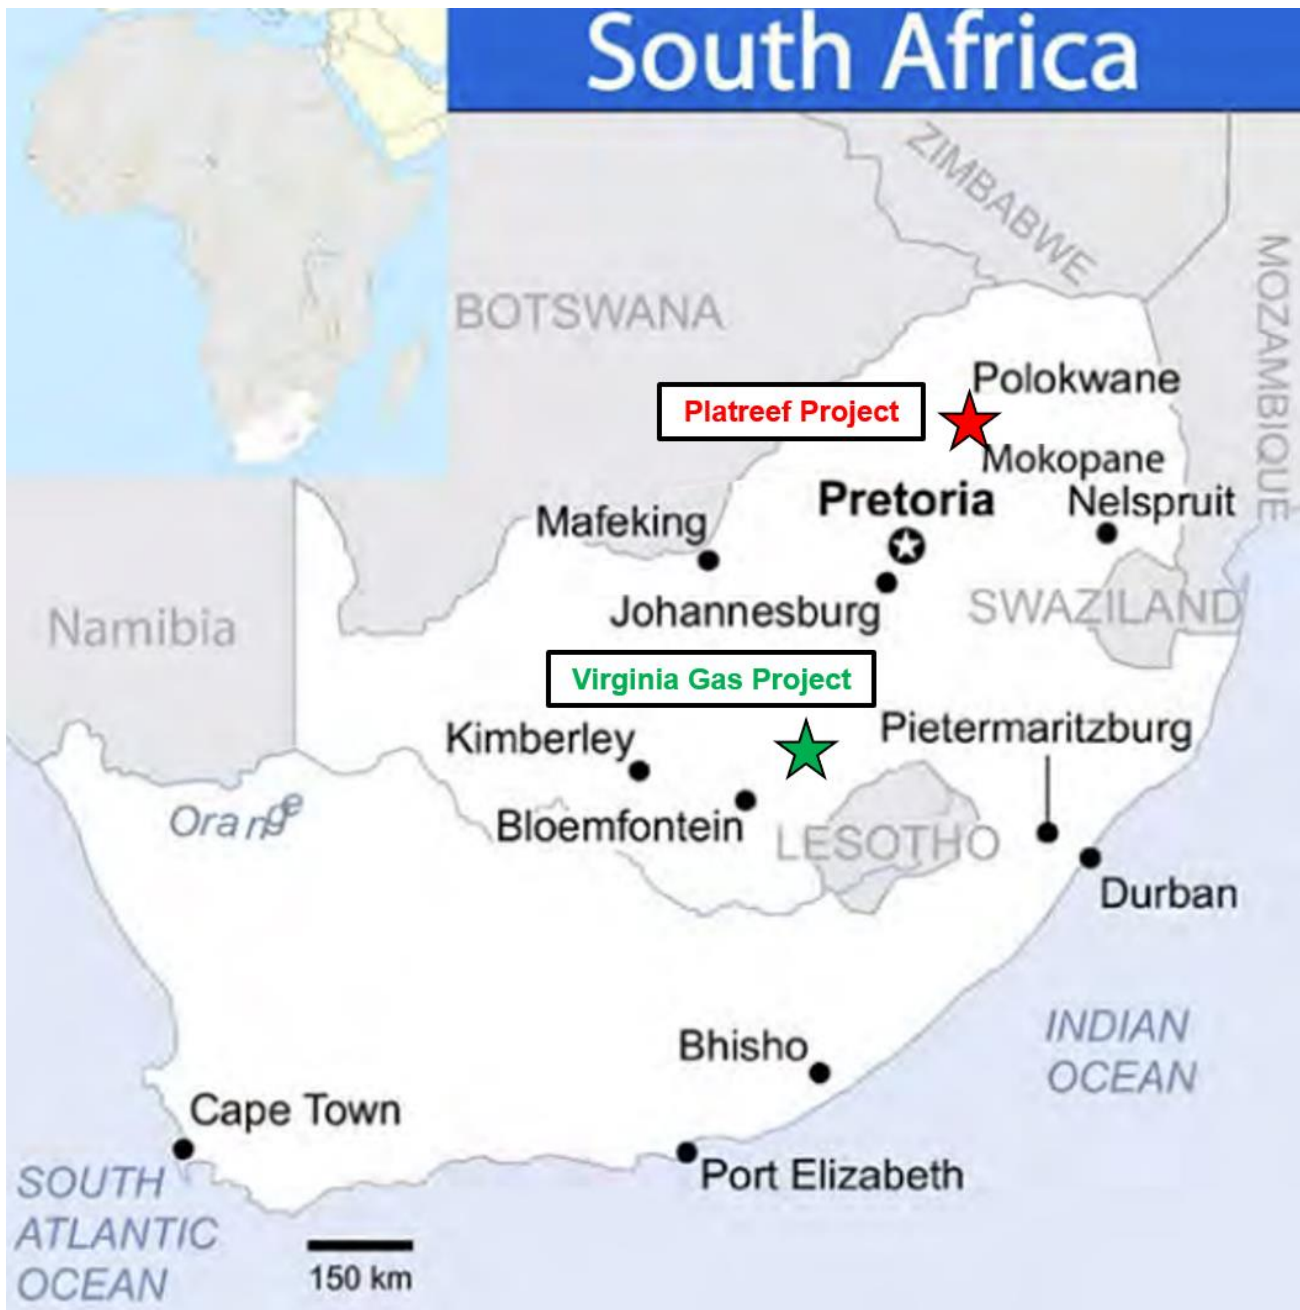 South Africa
ZIMBABWE
MOZAMBIQUE
BOTSWANA
Polokwane
Platreef Project
Mokopane
Pretoria
Nelspruit
Mafeking
Johannesburg
SWAZILAND
Namibia
Virginia Gas Project
Kimberley
Pietermaritzburg
Orange
Bloemfontein
LESOTHO
Durban
INDIAN
OCEAN
Bhisho
Cape Town
Port Elizabeth
SOUTH
ATLANTIC
OCEAN
150 km